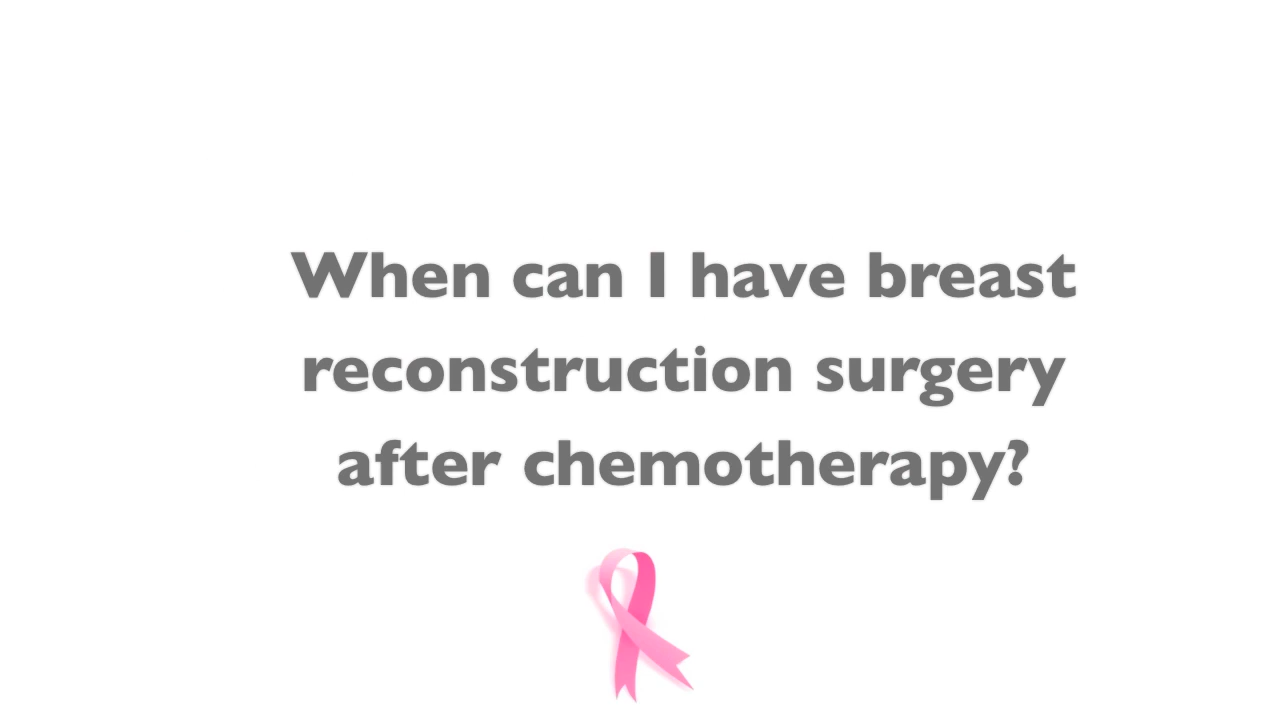 When can I have breast
reconstruction surgery
after chemotherapy?